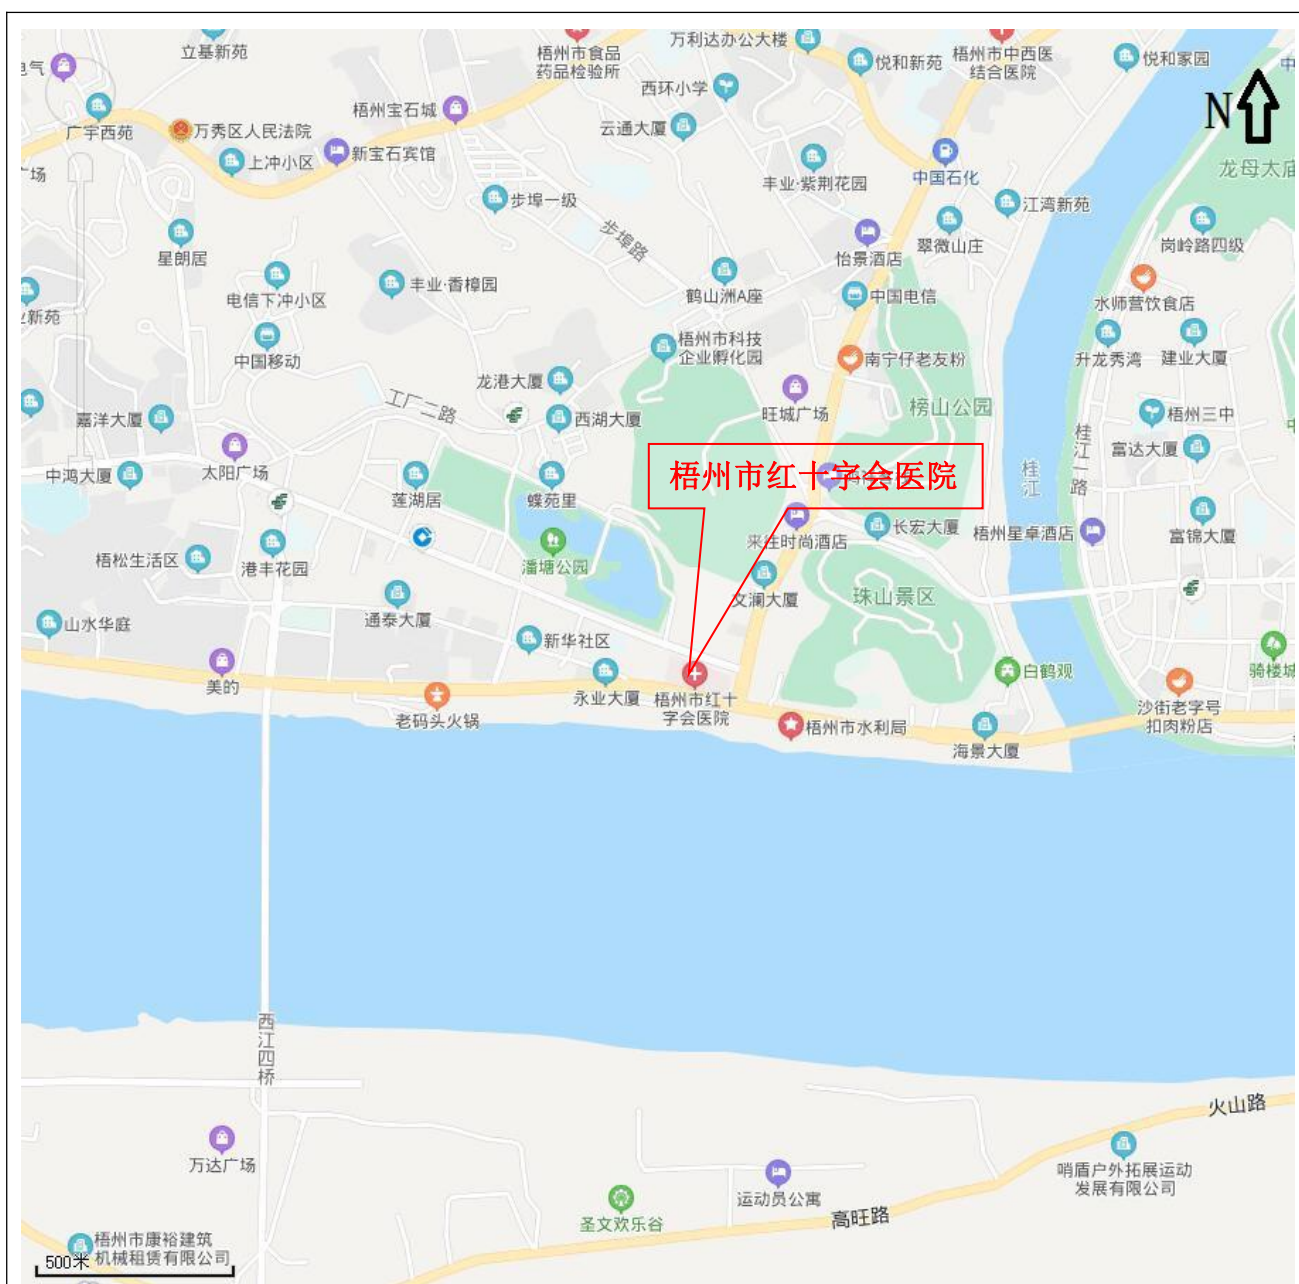 立基新苑
梧州市食品
药品检验所
万利达办公大楼
悦和新苑
梧州市中西医
结合医院
悦和家园
N
西环小学
梧州宝石城
广宇西苑
万秀区人民法院
云通大厦
新宝石宾馆
上冲小区
龙母太庙
中国石化
丰业·紫荆花园
步埠一级
江湾新苑
步埠路
星朗居
翠微山庄
岗岭路四级
怡景酒店
丰业·香樟园
电信下冲小区
鹤山洲A座
中国电信
水师营饮食店
中国移动
梧州市科技
企业孵化园
南宁仔老友粉
升龙秀湾
建业大厦
龙港大厦
工厂二路
旺城广场
榜山公园
嘉洋大厦
西湖大厦
梧州三中
桂江一路
富达大厦
中鸿大厦
太阳广场
梧州市红十字会医院
桂江
莲湖居
蝶苑里
来往时尚酒店
长宏大厦
梧州星卓酒店
富锦大厦
梧松生活区
港丰花园
潘塘公园
文澜大厦
珠山景区
山水华庭
通泰大厦
新华社区
白鹤观
骑楼城
美的
老码头火锅
永业大厦
梧州市红十
字会医院
梧州市水利局
海景大厦
沙街老字号
扣肉粉店
西江四桥
火山路
万达广场
哨盾户外拓展运动
发展有限公司
运动员公寓
圣文欢乐谷
高旺路
梧州市康裕建筑
机械租赁有限公司
500米